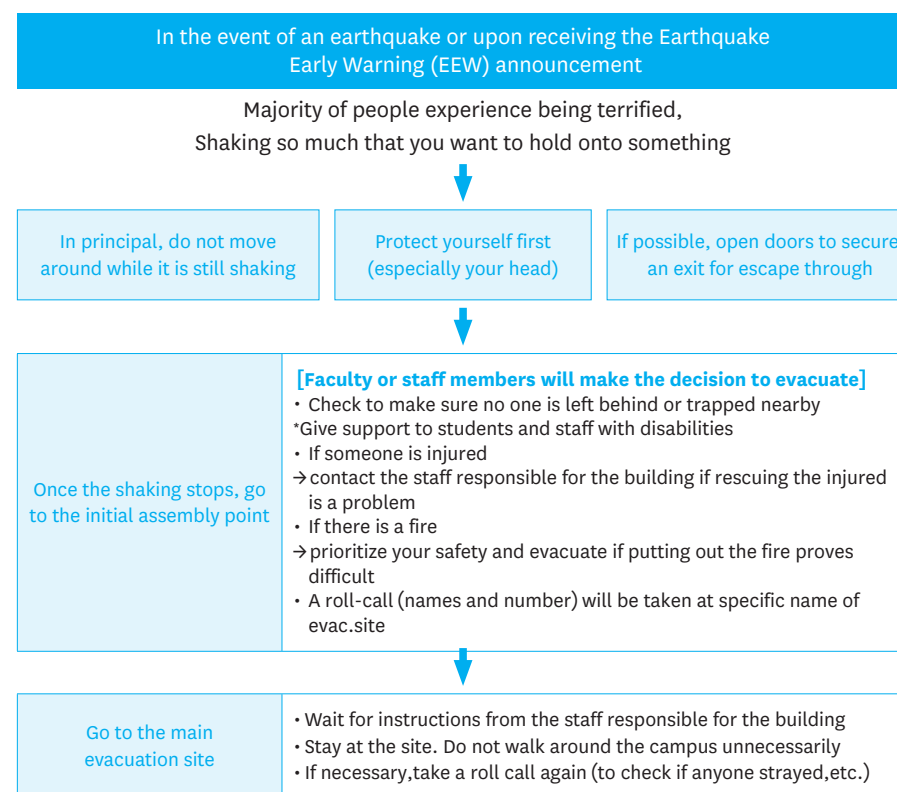 In the event of an earthquake or upon receiving the Earthquake
Early Warning (EEW) announcement
Majority of people experience being terrified,
Shaking so much that you want to hold onto something
In principal, do not move
around while it is still shaking
Protect yourself first
(especially your head)
If possible, open doors to secure
an exit for escape through
Once the shaking stops, go
to the initial assembly point
[Faculty or staff members will make the decision to evacuate]
・Check to make sure no one is left behind or trapped nearby
*Give support to students and staff with disabilities
・If someone is injured
→contact the staff responsible for the building if rescuing the injured
is a problem
・If there is a fire
→prioritize your safety and evacuate if putting out the fire proves
difficult
・A roll-call (names and number) will be taken at specific name of
evac.site
Go to the main
evacuation site
・Wait for instructions from the staff responsible for the building
・Stay at the site. Do not walk around the campus unnecessarily
・If necessary,take a roll call again (to check if anyone strayed,etc.)